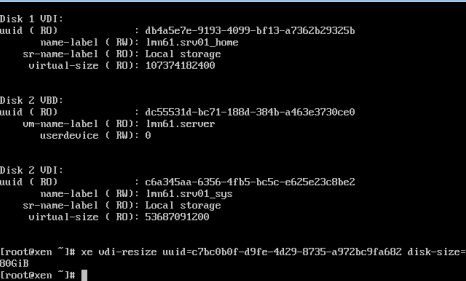 Disk 1 VDI:
uuid ( RO) : db4a5e7e-9193-4099-bf13-a7362b29325b
name-label ( RW): lmn61.srv01_home
sr-name-label ( RO): Local storage
virtual-size ( RO): 107374182400
Disk 2 VBD:
uuid ( RO) : dc55531d-bc71-188d-384b-a463e3730ce0
vm-name-label ( RO): lmn61.server
userdevice ( RW): 0
Disk 2 VDI:
uuid ( RO) : c6a345aa-6356-4fb5-bc5c-e625e23c8be2
name-label ( RW): lmn61.srv01_sys
sr-name-label ( RO): Local storage
virtual-size ( RO): 53687091200
[root@xen ~]# xe vdi-resize uuid=c7bc0b0f-d9fe-4d29-8735-a972bc9fa682 disk-size=
80GiB
[root@xen ~]#